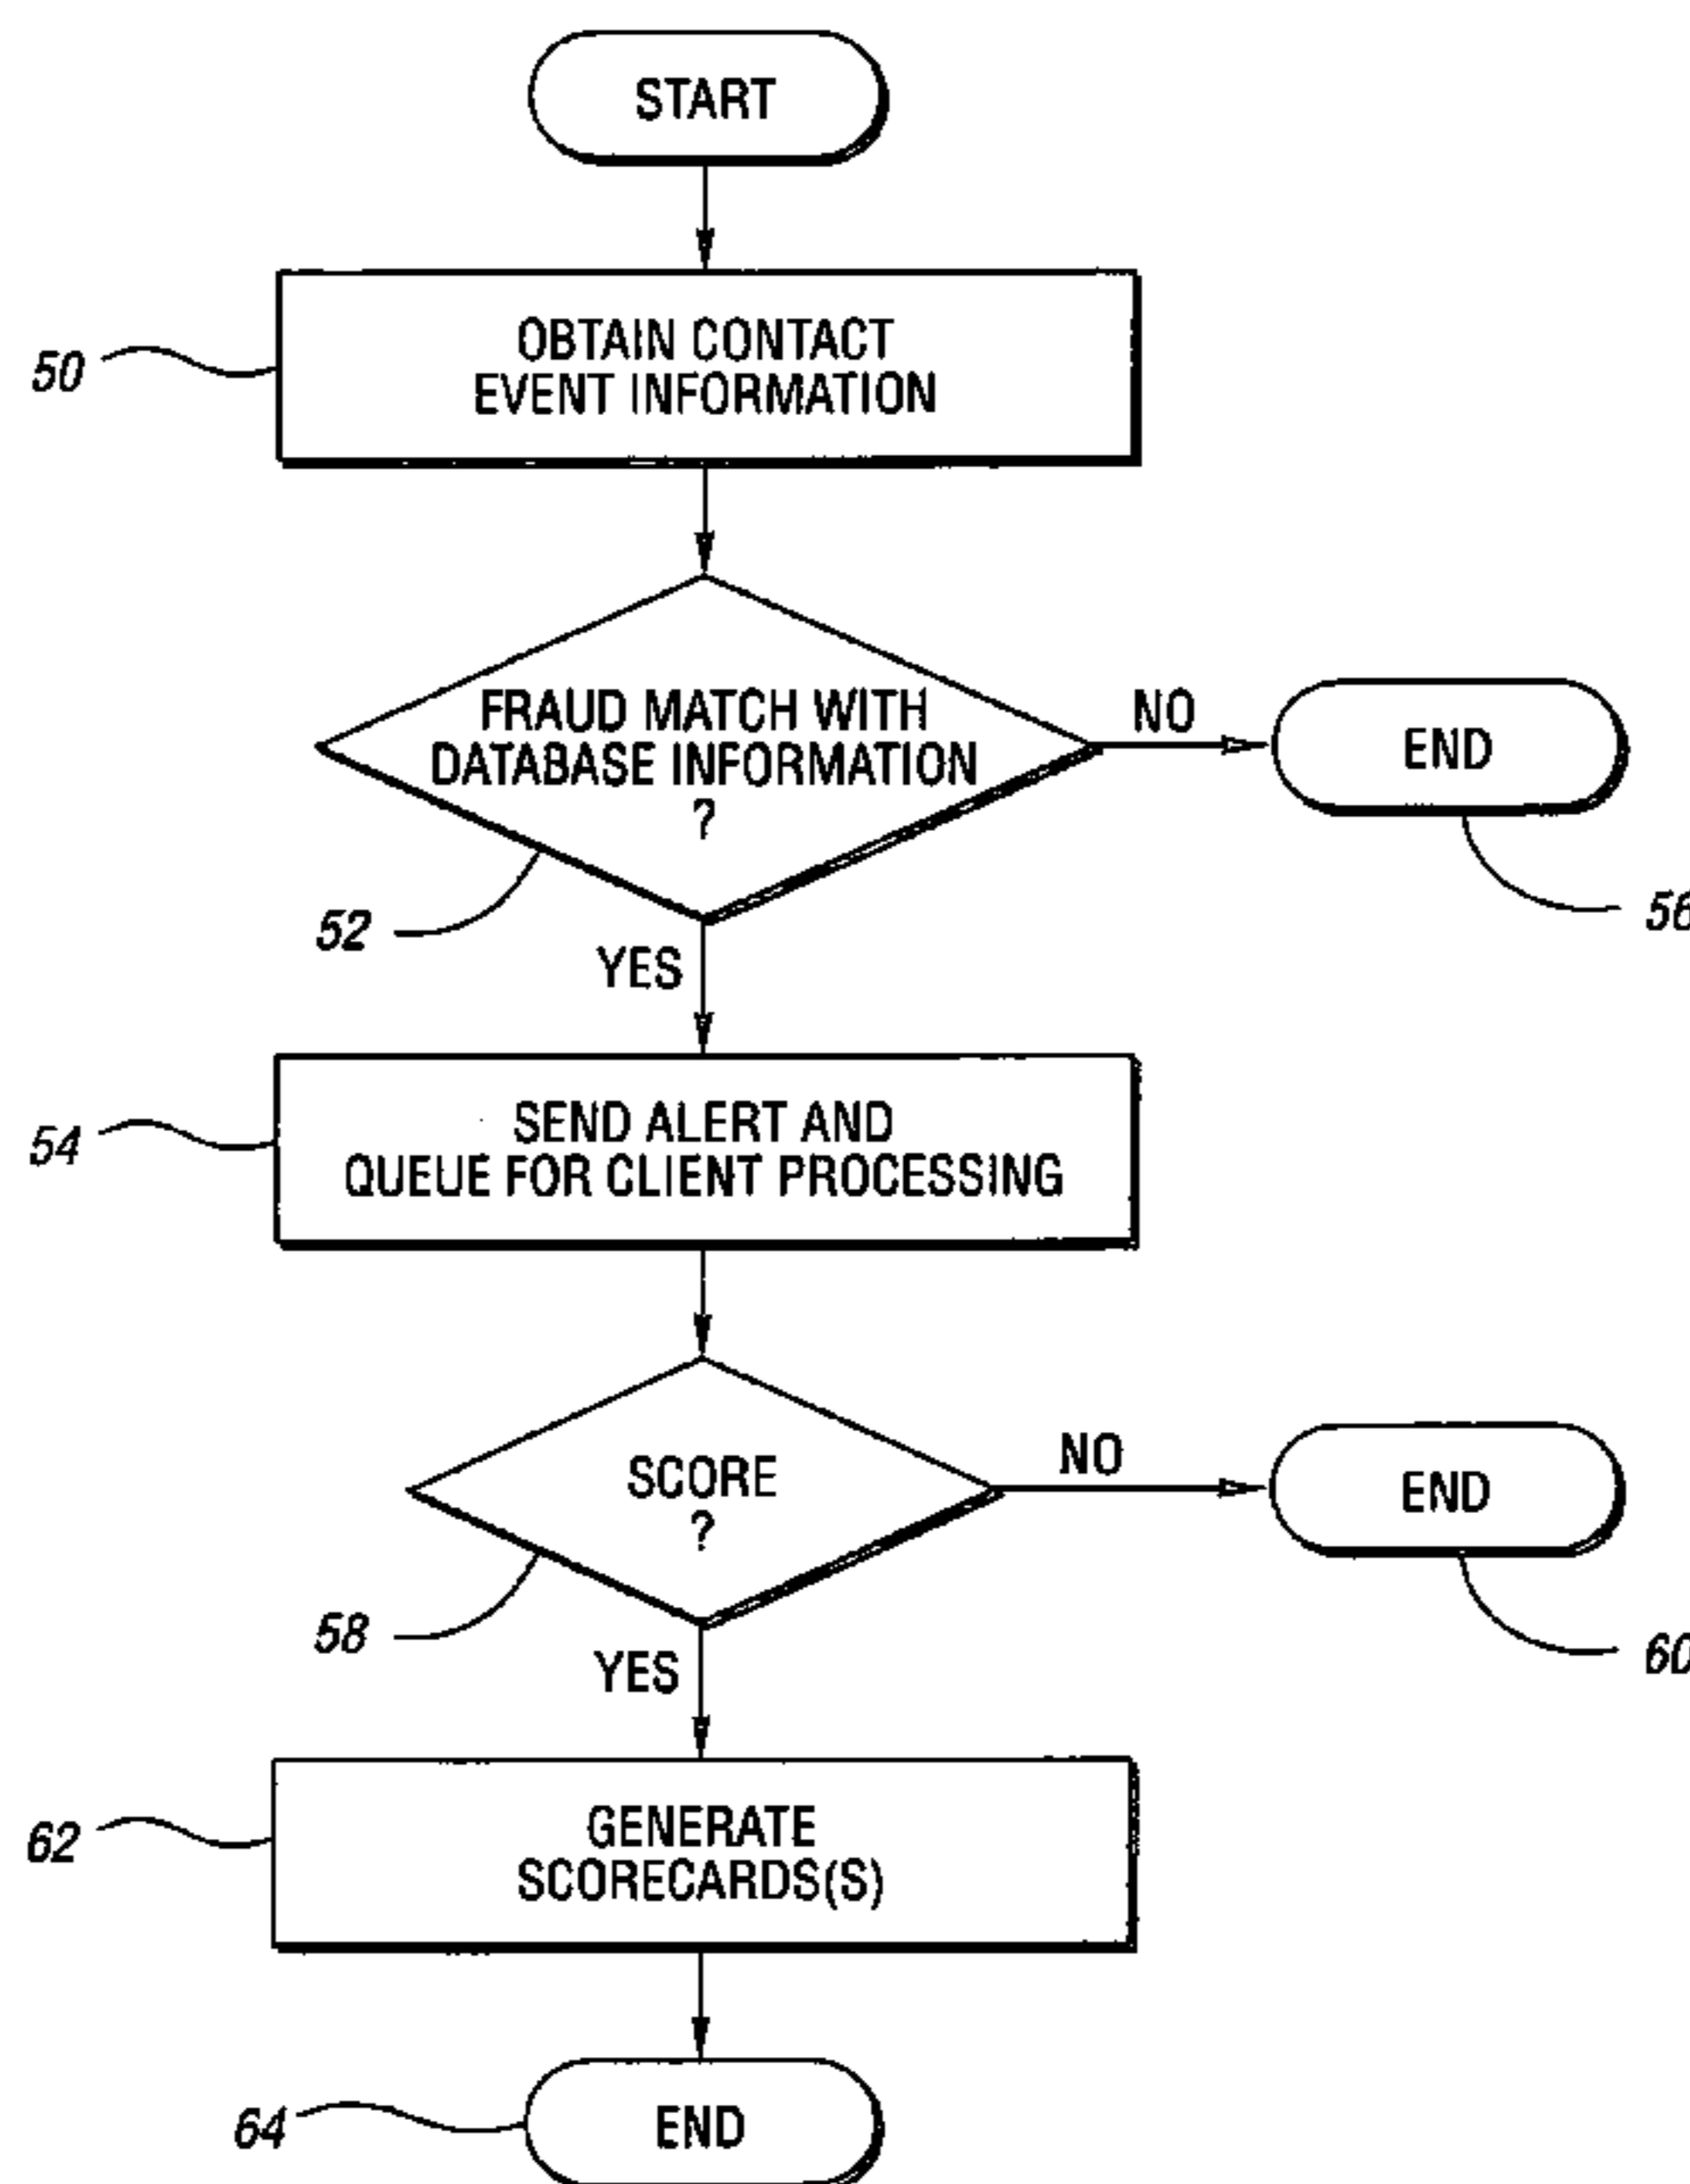 START
50
OBTAIN CONTACT
EVENT INFORMATION
FRAUD MATCH WITH
DATABASE INFORMATION
?
NO
END
52
56
YES
54
SEND ALERT AND
QUEUE FOR CLIENT PROCESSING
SCORE
?
NO
END
58
60
YES
62
GENERATE
SCORECARDS(S)
64
END